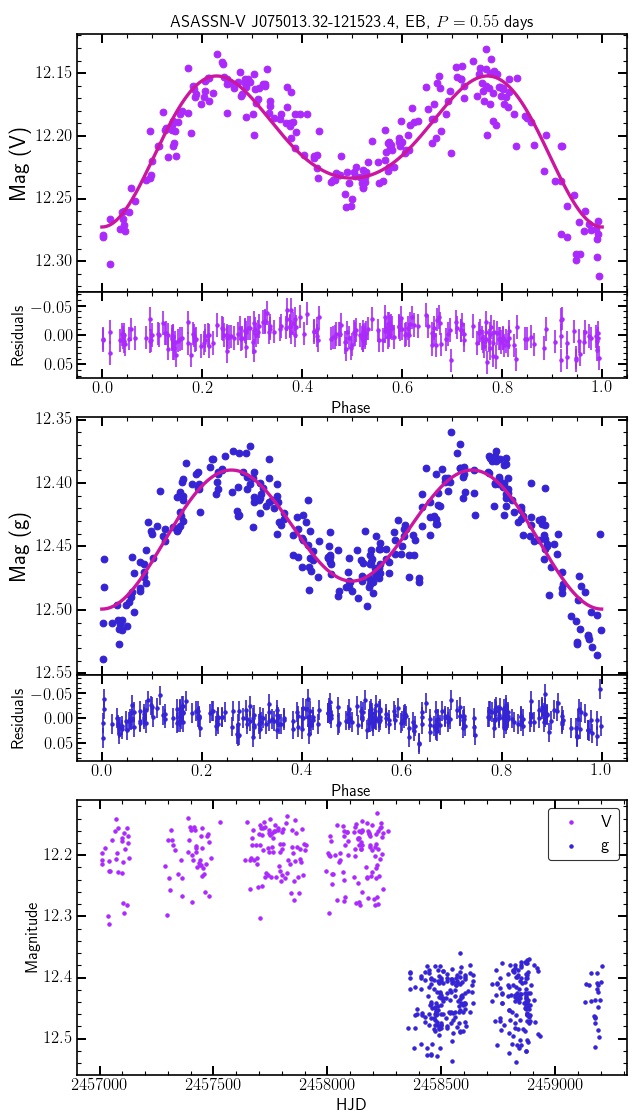 ASASSN-V J075013.32-121523.4, EB, P = 0.55 days
Mag (V)
12.15
12.20
12.25
12.30
Residuals
−0.05
0.00
0.05
0.0 0.2 0.4 0.6 0.8 1.0
Phase
Mag (g)
12.35
12.40
12.45
12.50
12.55
Residuals
−0.05
0.00
0.05
0.0 0.2 0.4 0.6 0.8 1.0
Phase
Magnitude
12.2
12.3
12.4
12.5
V
g
2457000 2457500 2458000 2458500 2459000
HJD